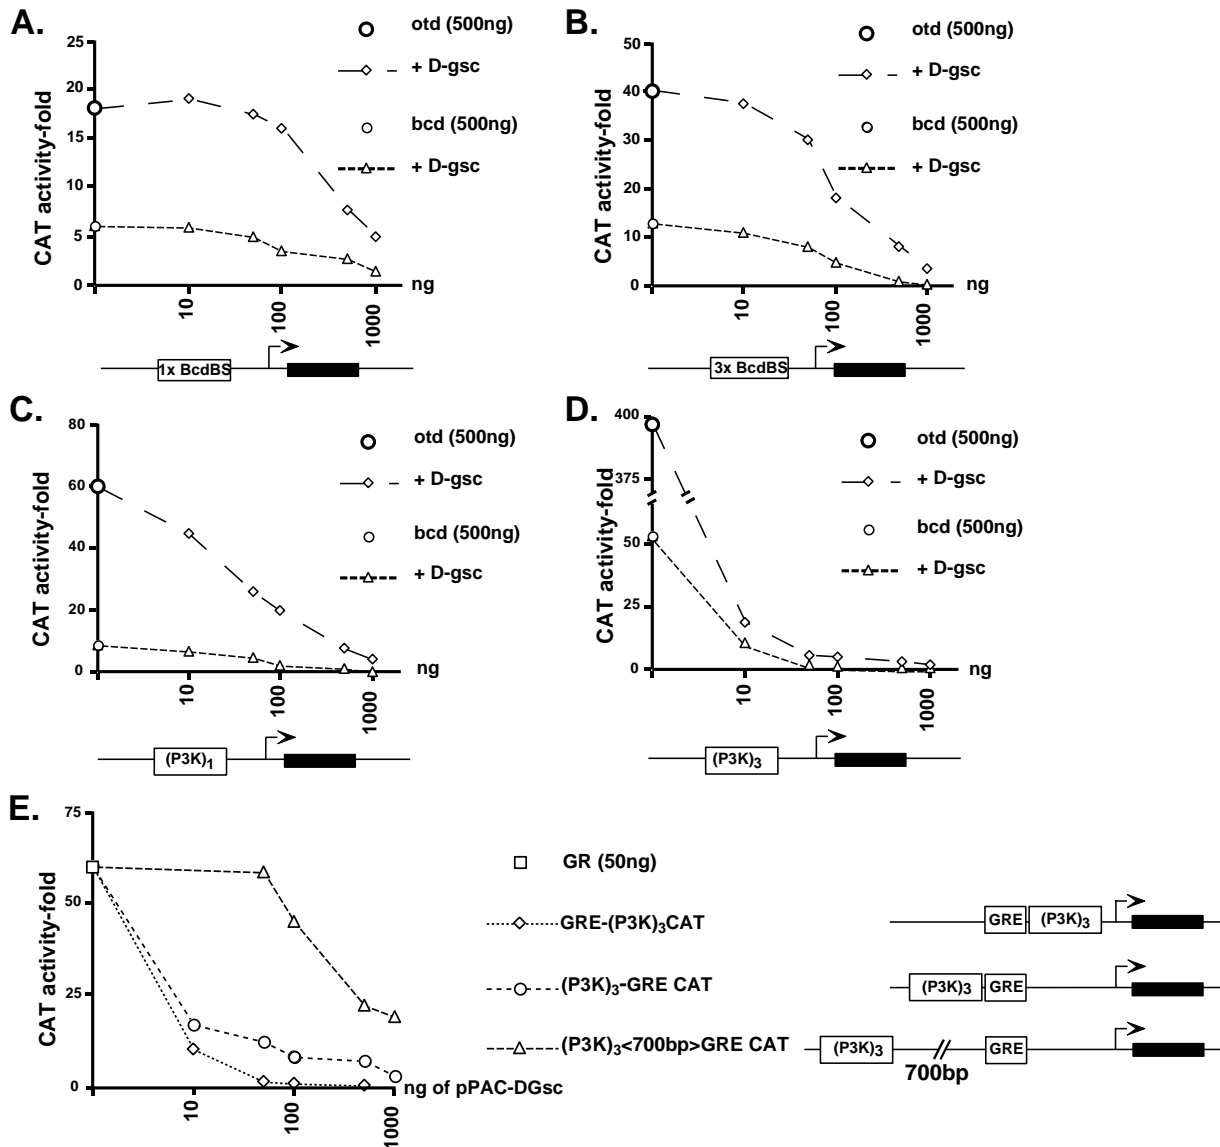 A.
otd (500ng)
+ D-gsc
bcd (500ng)
+ D-gsc
CAT activity-fold
25
20
15
10
5
0
10
100
1000
ng
1x BcdBS
B.
otd (500ng)
+ D-gsc
bcd (500ng)
+ D-gsc
CAT activity-fold
50
40
30
20
10
0
10
100
1000
ng
3x BcdBS
C.
otd (500ng)
+ D-gsc
bcd (500ng)
+ D-gsc
CAT activity-fold
80
60
40
20
0
10
100
1000
ng
(P3K)1
D.
otd (500ng)
+ D-gsc
bcd (500ng)
+ D-gsc
CAT activity-fold
400
375
50
25
0
10
100
1000
(P3K)3
E.
CAT activity-fold
75
50
25
0
10
100
1000
ng of pPAC-DGsc
GR (50ng)
GRE-(P3K)3CAT
(P3K)3-GRE CAT
(P3K)3<700bp>GRE CAT
GRE (P3K)3
(P3K)3 GRE
(P3K)3 GRE
700bp